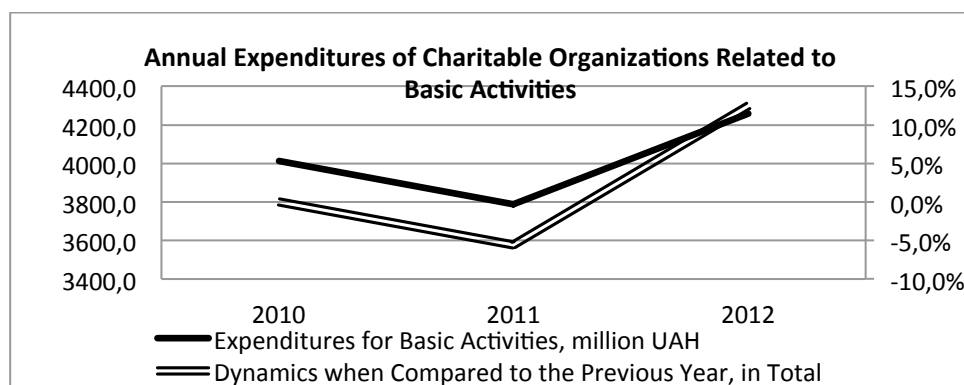 Annual Expenditures of Charitable Organizations Related to
Basic Activities
4400,0
4200,0
4000,0
3800,0
3600,0
3400,0
15,0%
10,0%
5,0%
0,0%
-5,0%
-10,0%
2010 2011 2012
Expenditures for Basic Activities, million UAH
Dynamics when Compared to the Previous Year, in Total